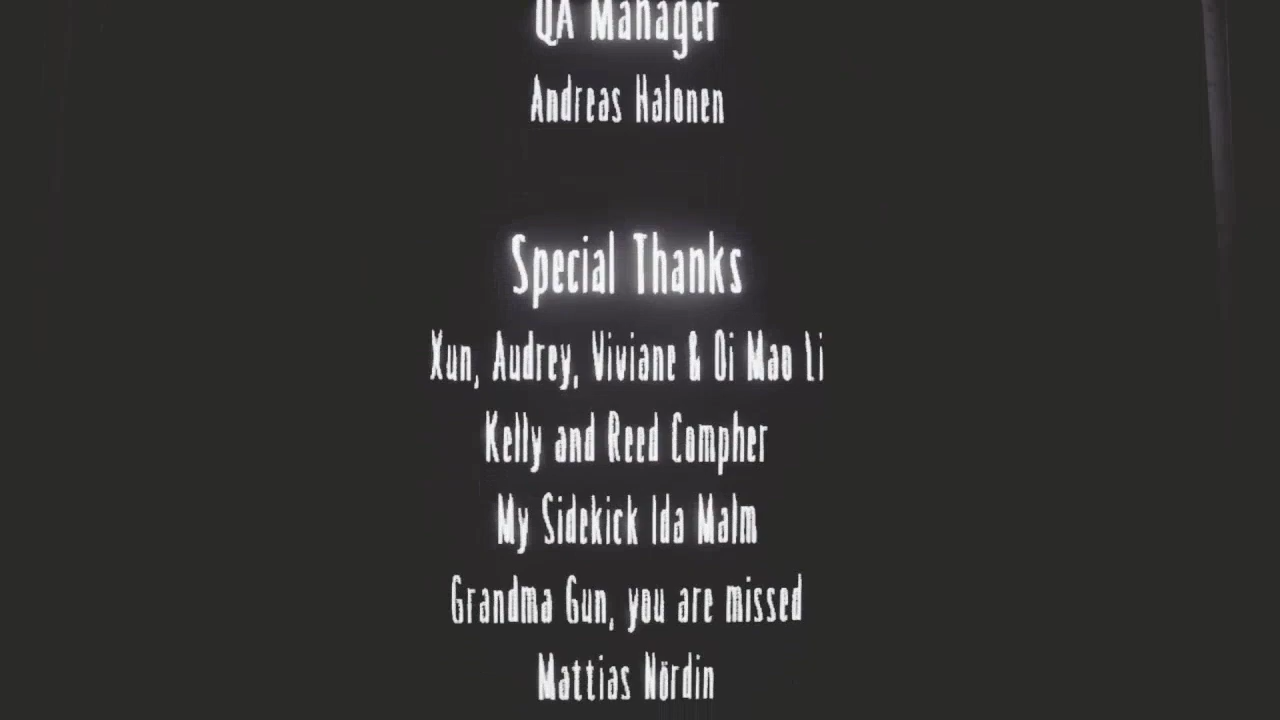 QA Manager
Andreas Halonen
Special Thanks
Xun, Audrey, Viviane & Oi Mao Li
Kelly and Reed Compher
My Sidekick Ida Malm
Grandma Gun, you are missed
Mattias Nördin